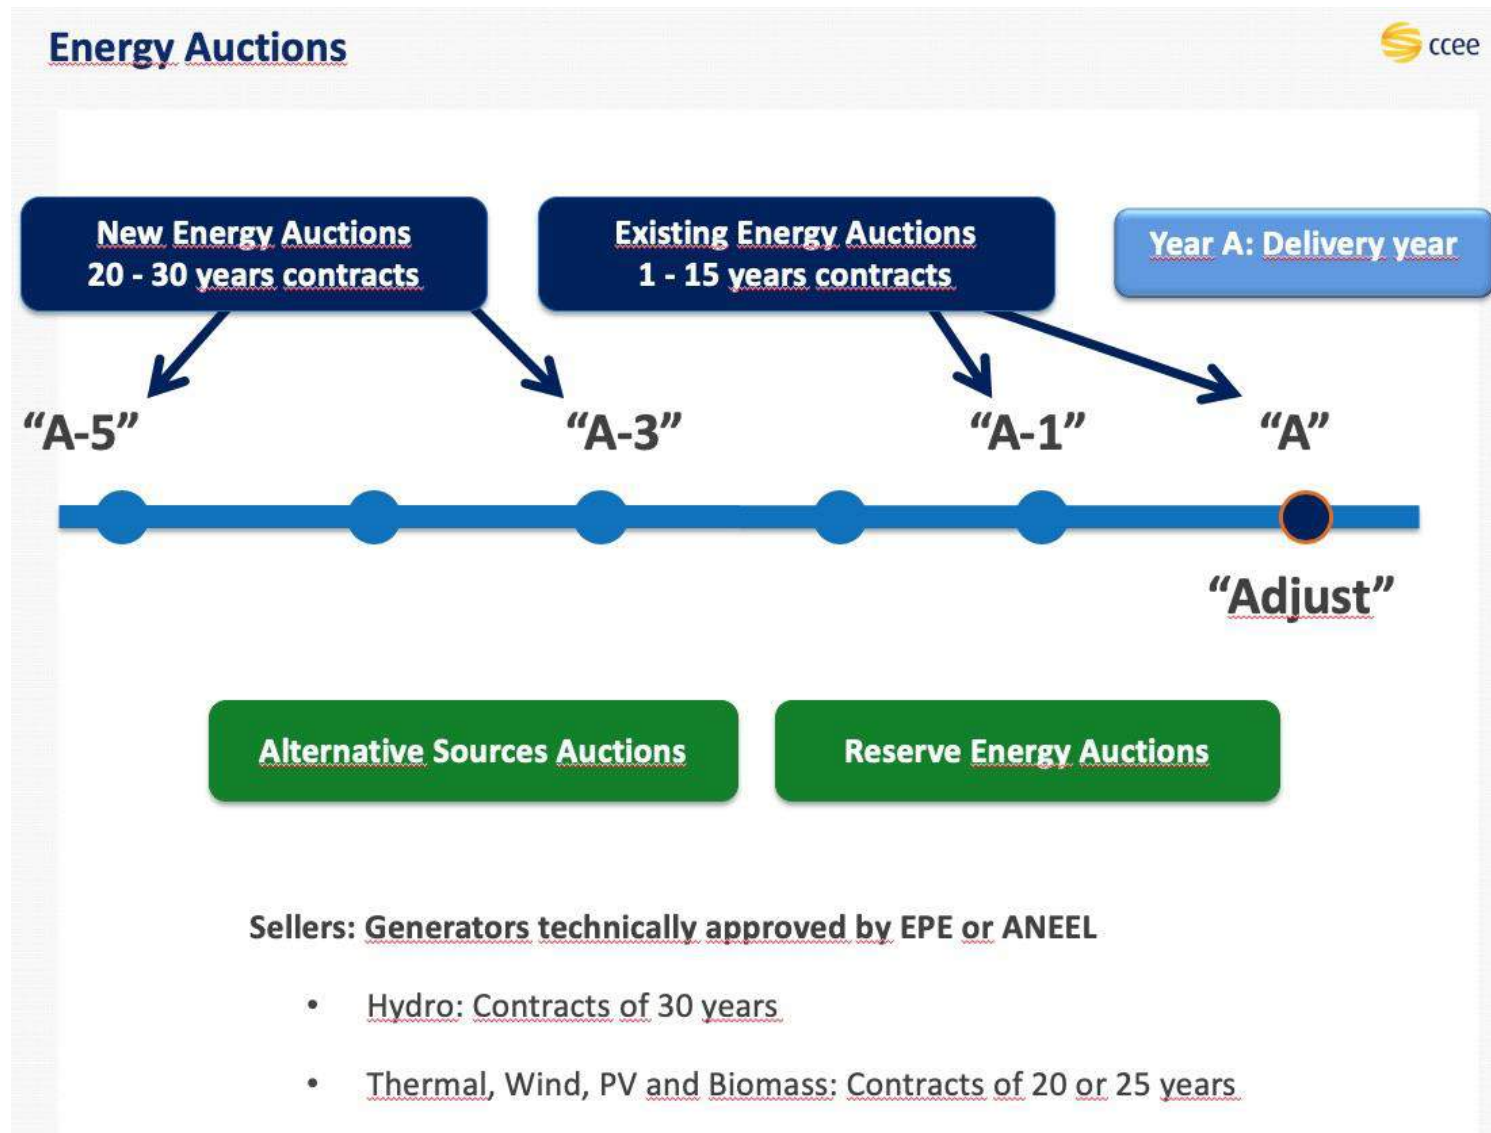 Energy Auctions
ccee
New Energy Auctions
20 - 30 years contracts
Existing Energy Auctions
1 - 15 years contracts
Year A: Delivery year
“A-5”
“A-3”
“A-1”
“A”
“Adjust”
Alternative Sources Auctions
Reserve Energy Auctions
Sellers: Generators technically approved by EPE or ANEEL
• Hydro: Contracts of 30 years
• Thermal, Wind, PV and Biomass: Contracts of 20 or 25 years